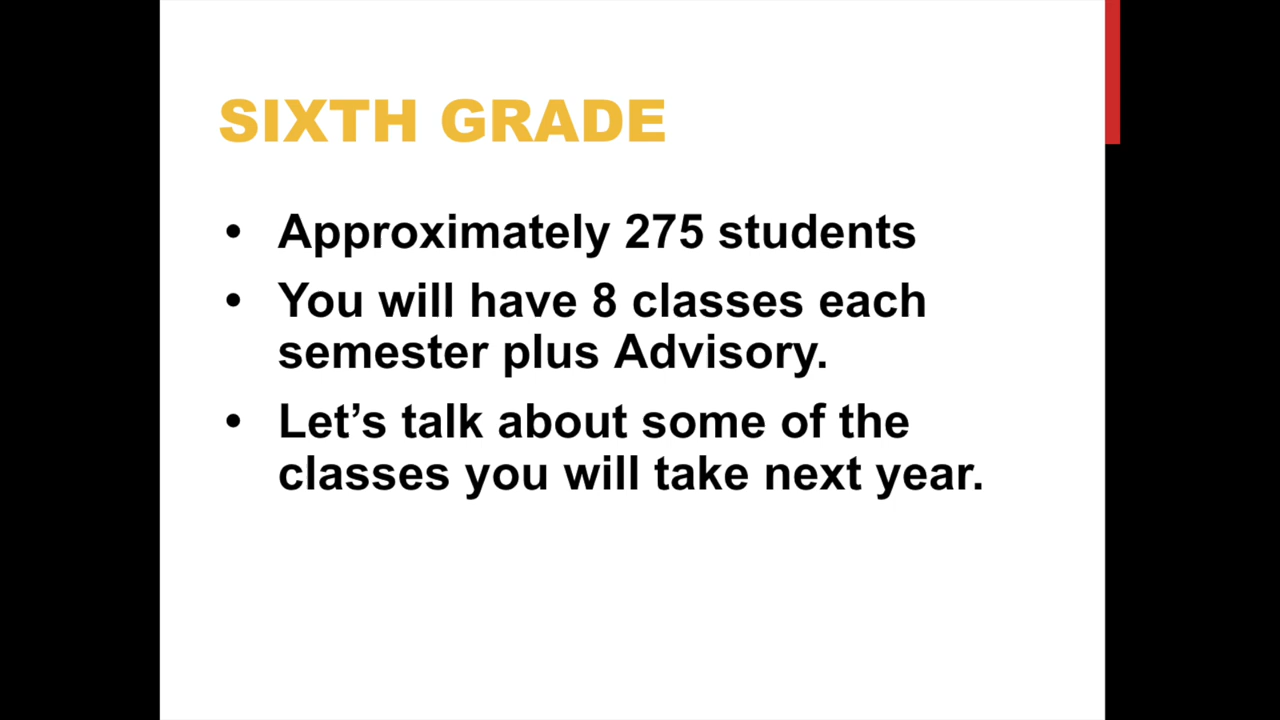 SIXTH GRADE
• Approximately 275 students
• You will have 8 classes each
semester plus Advisory.
• Let’s talk about some of the
classes you will take next year.